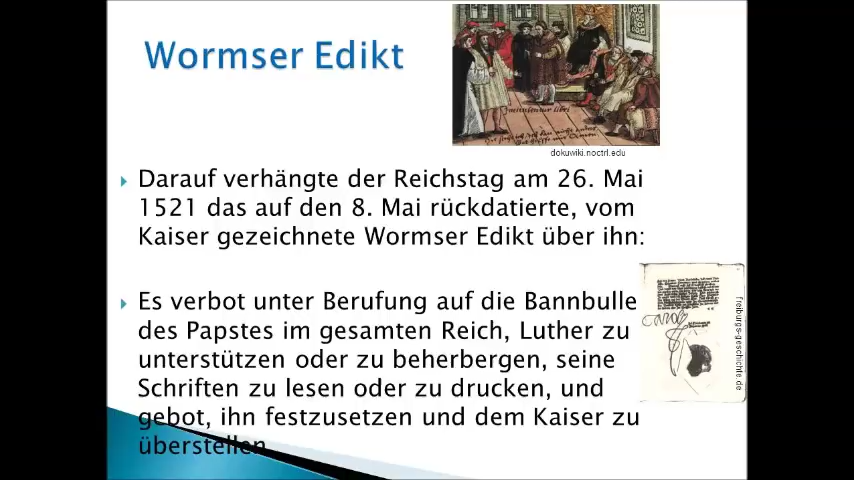 Wormser Edikt
dokuwiki.noctrl.edu
Darauf verhängte der Reichstag am 26. Mai
1521 das auf den 8. Mai rückdatierte, vom
Kaiser gezeichnete Wormser Edikt über ihn:
Es verbot unter Berufung auf die Bannbulle
des Papstes im gesamten Reich, Luther zu
unterstützen oder zu beherbergen, seine
Schriften zu lesen oder zu drucken, und
gebot, ihn festzusetzen und dem Kaiser zu
überstellen
freiburgs-geschichte.de